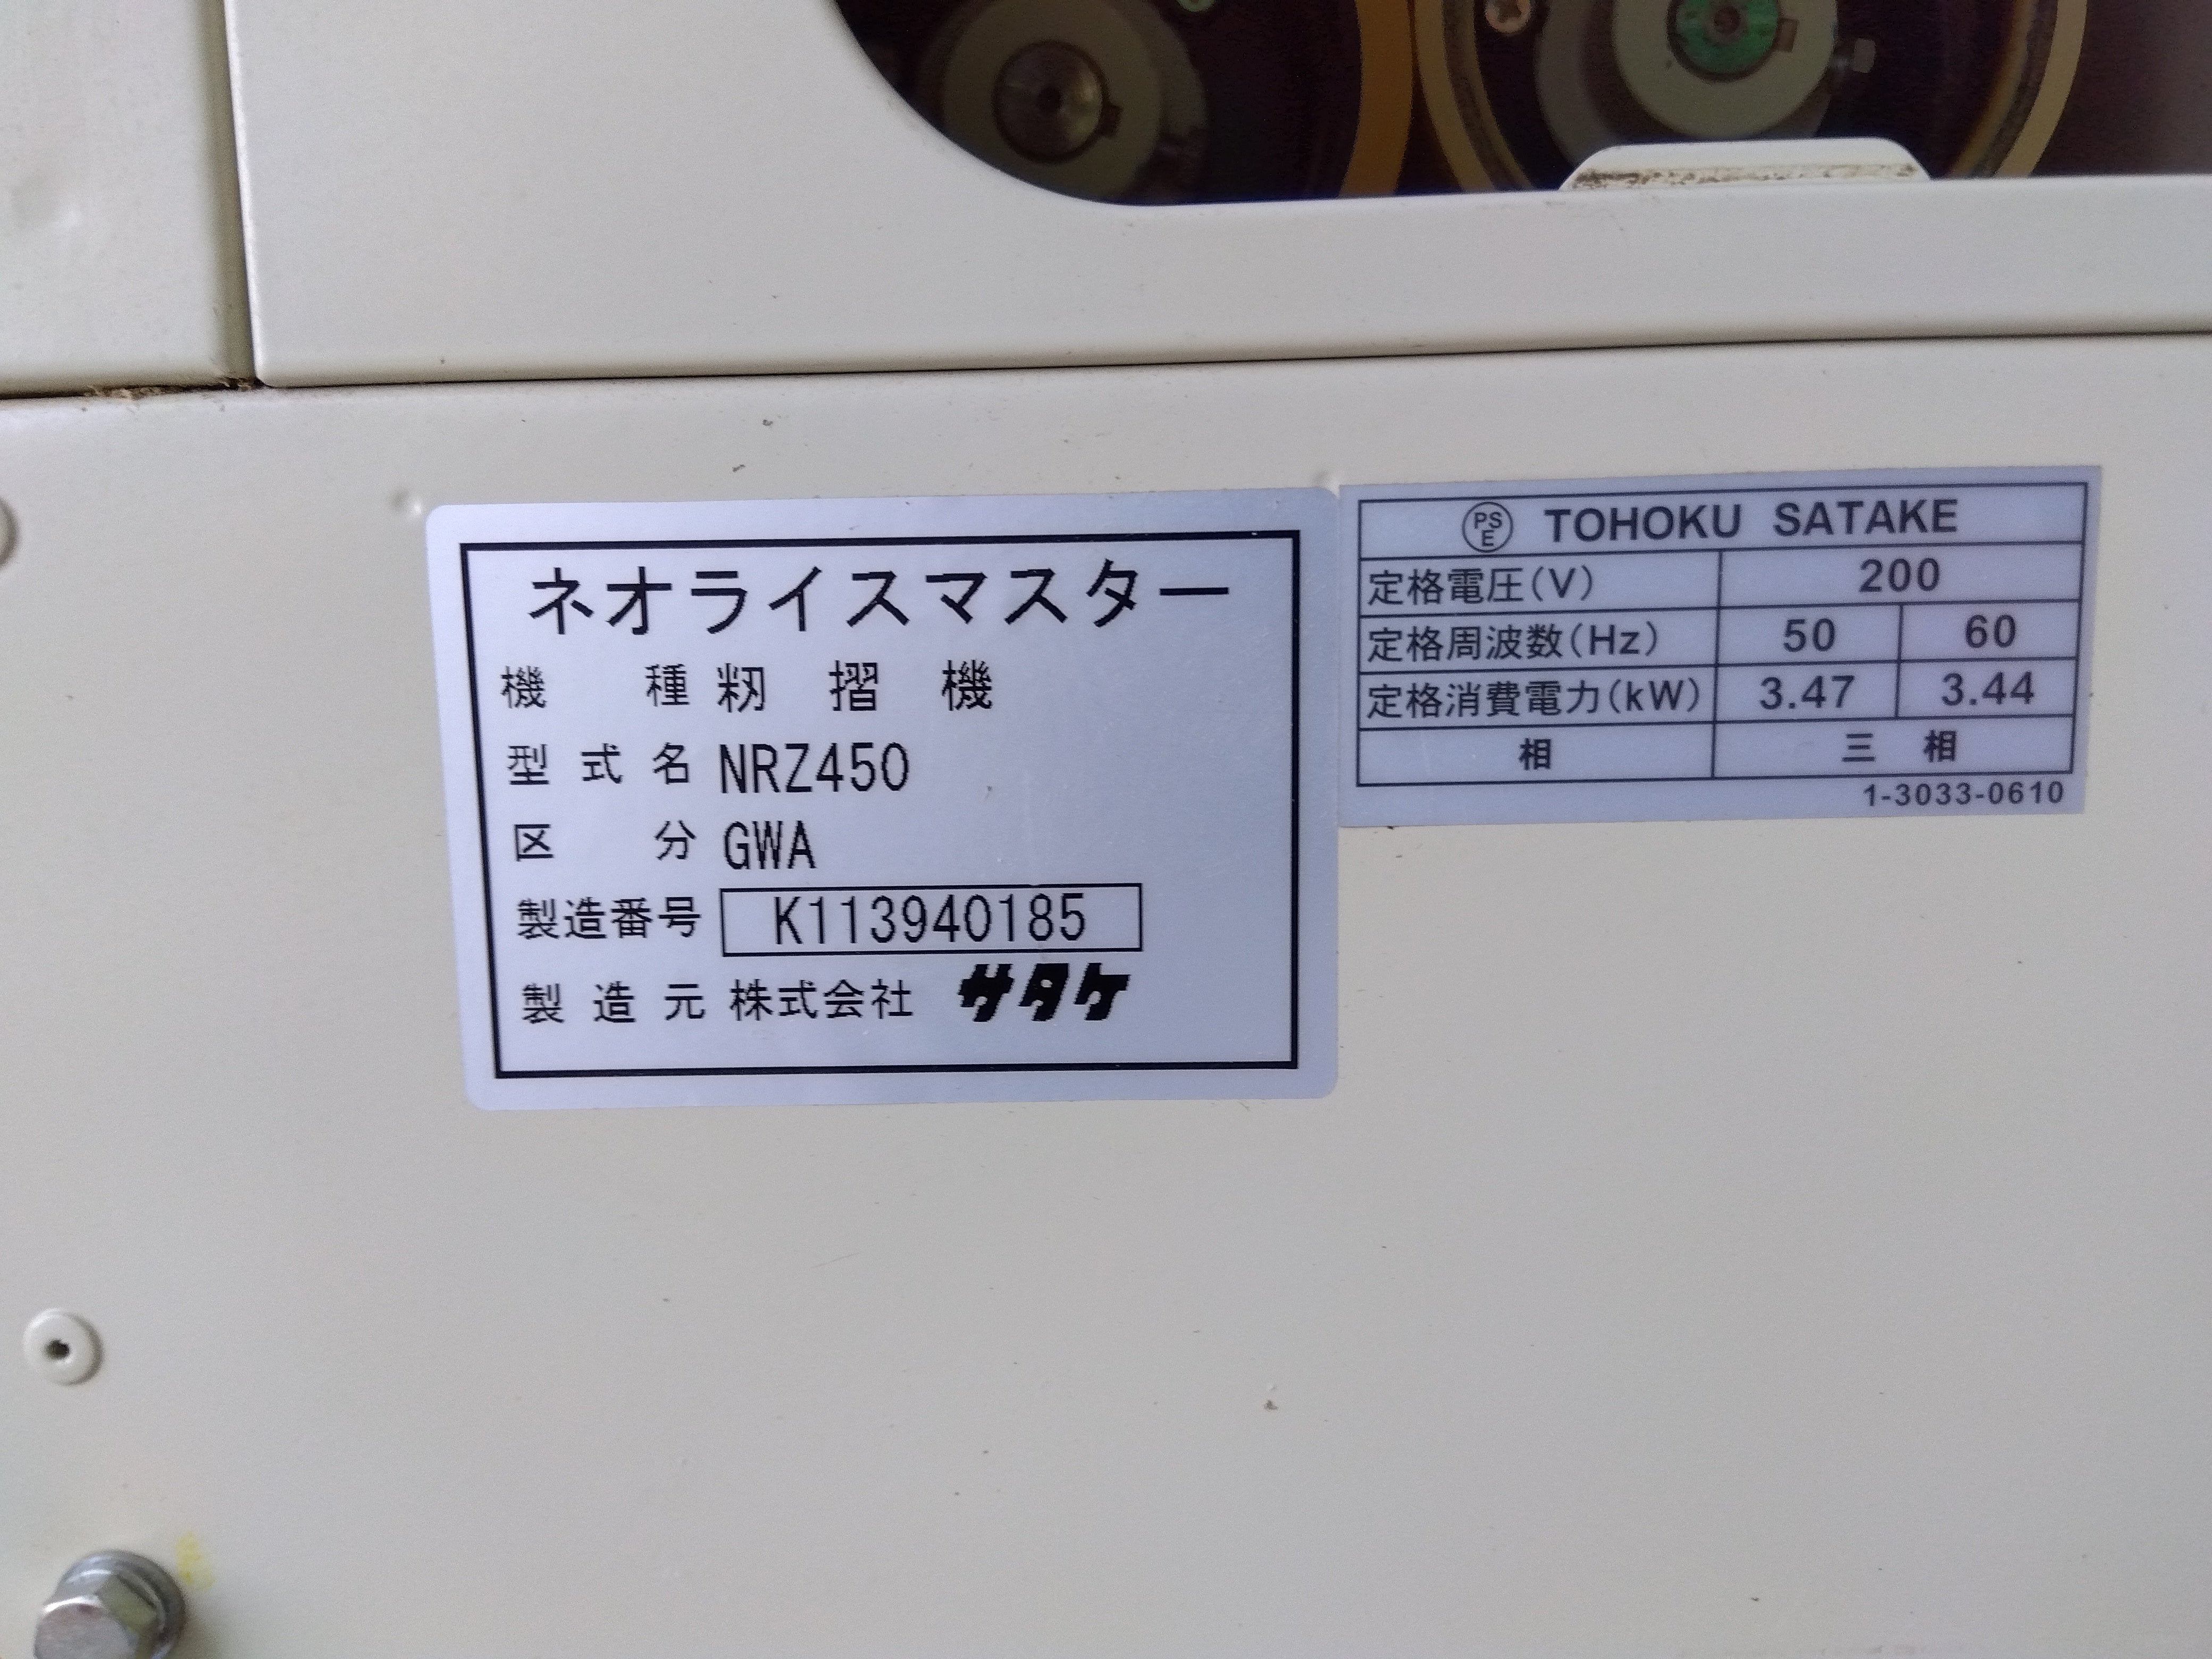 ネオライスマスター
機種 籾摺機
型式名 NRZ450
区分 GWA
製造番号 K113940185
製造元 株式会社 サタケ
PSE TOHOKU SATAKE
定格電圧(V) 200
定格周波数(Hz) 50 60
定格消費電力(kW) 3.47 3.44
相 三相
1-3033-0610